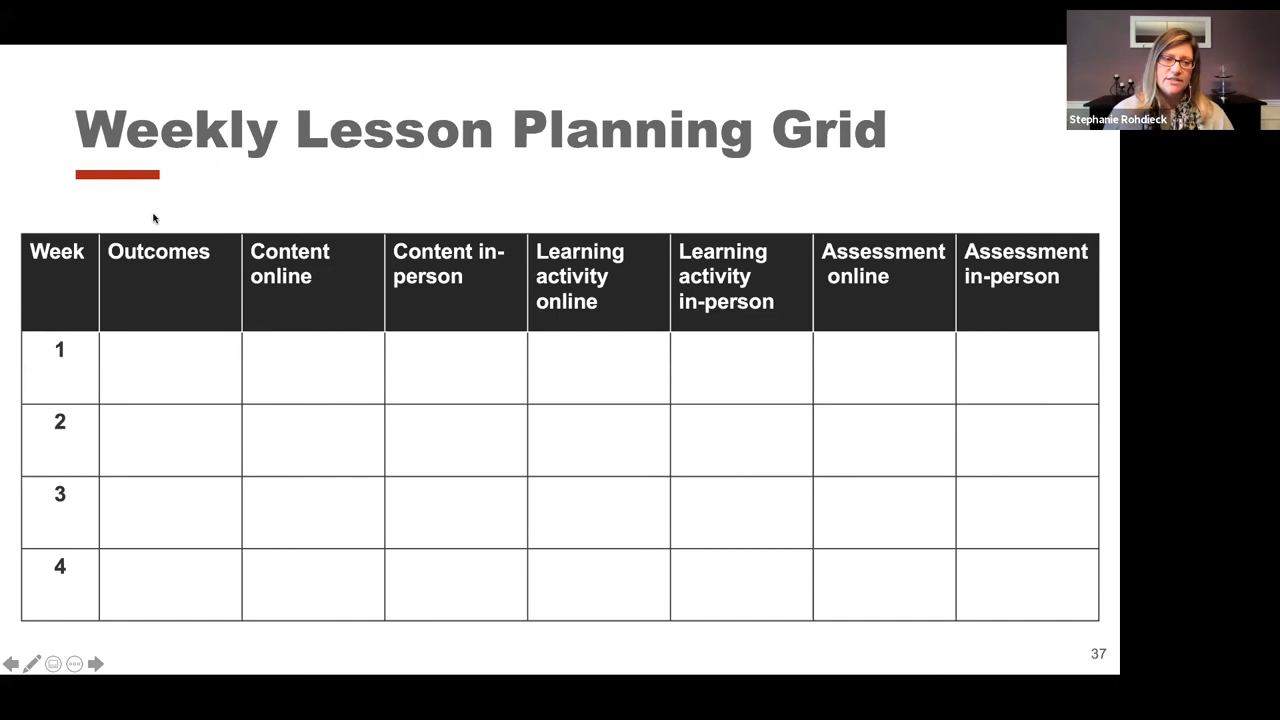 Weekly Lesson Planning Grid
Stephanie Rohdieck
Week
Outcomes
Content
online
Content in-
person
Learning
activity
online
Learning
activity
in-person
Assessment
online
Assessment
in-person
1
2
3
4
37